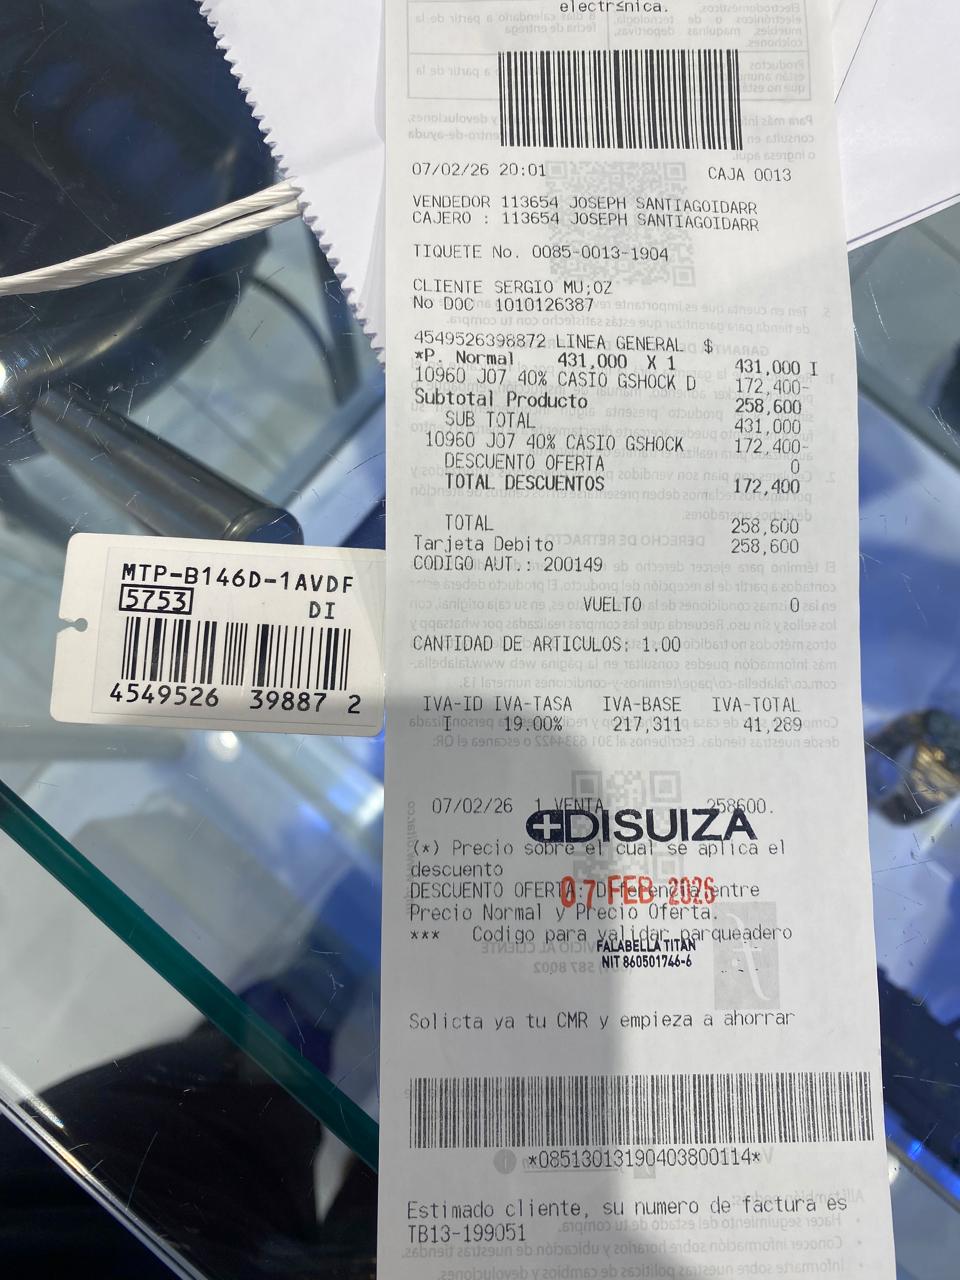 electrsnica.
07/02/26 20:01 CAJA 0013
VENDEDOR 113654 JOSEPH SANTIAGOIDARR
CAJERO : 113654 JOSEPH SANTIAGOIDARR
TIQUETE No. 0085-0013-1904
CLIENTE SERGIO MU;OZ
No DOC 1010126387
4549526398872 LINEA GENERAL $
*P. Normal 431,000 X 1 431,000 I
10960 J07 40% CASIO GSHOCK D 172,400-
Subtotal Producto 258,600
SUB TOTAL 431,000
10960 J07 40% CASIO GSHOCK 172,400-
DESCUENTO OFERTA 0
TOTAL DESCUENTOS 172,400
TOTAL 258,600
Tarjeta Debito 258,600
CODIGO AUT.: 200149
VUELTO 0
CANTIDAD DE ARTICULOS: 1.00
IVA-ID IVA-TASA IVA-BASE IVA-TOTAL
I 19.00% 217,311 41,289
07/02/26 1 VENTA 258600.
DISUIZA
(*) Precio sobre el cual se aplica el
descuento
DESCUENTO OFERTA: Diferencia entre
07 FEB 2026
Precio Normal y Precio Oferta.
*** Codigo para validar parqueadero
FALABELLA TITAN
NIT 860501746-6
Solicta ya tu CMR y empieza a ahorrar
*08513013190403800114*
Estimado cliente, su numero de factura es
TB13-199051
MTP-B146D-1AVDF
5753 DI
4549526 39887 2